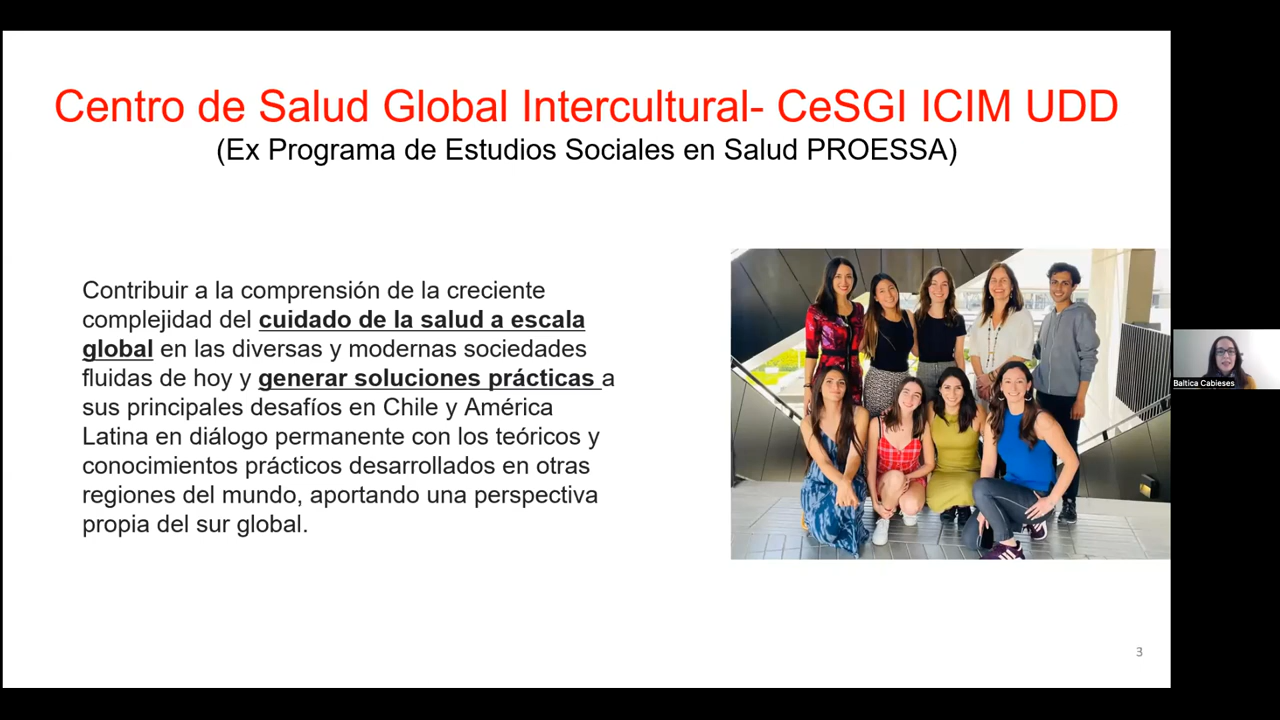 Centro de Salud Global Intercultural- CeSGI ICIM UDD
(Ex Programa de Estudios Sociales en Salud PROESSA)
Contribuir a la comprensión de la creciente
complejidad del cuidado de la salud a escala
global en las diversas y modernas sociedades
fluidas de hoy y generar soluciones prácticas a
sus principales desafíos en Chile y América
Latina en diálogo permanente con los teóricos y
conocimientos prácticos desarrollados en otras
regiones del mundo, aportando una perspectiva
propia del sur global.
Baltica Cabieses
3